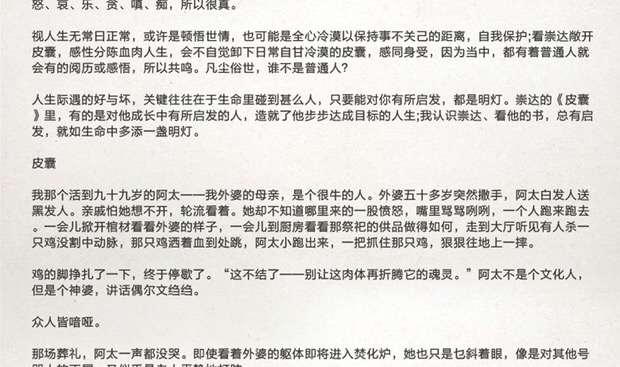 怒、哀、乐、贪、嗔、痴，所以很真。
视人生无常曰正常，或许是顿悟世情，也可能是全心冷漠以保持事不关己的距离，自我保护；看崇达敞开
皮囊，感性分陈血肉人生，会不自觉卸下日常自甘冷漠的皮囊，感同身受，因为当中，都有着普通人就
会有的阅历或感悟，所以共鸣。凡尘俗世，谁不是普通人？
人生际遇的好与坏，关键往往在于生命里碰到甚么人，只要能对你有所启发，都是明灯。崇达的《皮囊
》里，有的是对他成长中有所启发的人，造就了他步步达成目标的人生；我认识崇达、看他的书，总有启
发，就如生命中多添一盏明灯。
皮囊
我那个活到九十九岁的阿太——我外婆的母亲，是个很牛的人。外婆五十多岁突然撒手，阿太白发人送
黑发人。亲戚怕她想不开，轮流看着。她却不知道哪里来的一股愤怒，嘴里骂骂咧咧，一个人跑来跑去
。一会儿掀开棺材看看外婆的样子，一会儿到厨房看看那祭祀的供品做得如何，走到大厅听见有人杀一
只鸡没割中动脉，那只鸡洒着血到处跳，阿太小跑出来，一把抓住那只鸡，狠狠往地上一摔。
鸡的脚挣扎了一下，终于停歇了。“这不结了——别让这肉体再折腾它的魂灵。”阿太不是个文化人，
但是个神婆，讲话偶尔文绉绉。
众人皆喑哑。
那场葬礼，阿太一声都没哭。即使看着外婆的躯体即将进入焚化炉，她也只是乜斜着眼，像是对其他号